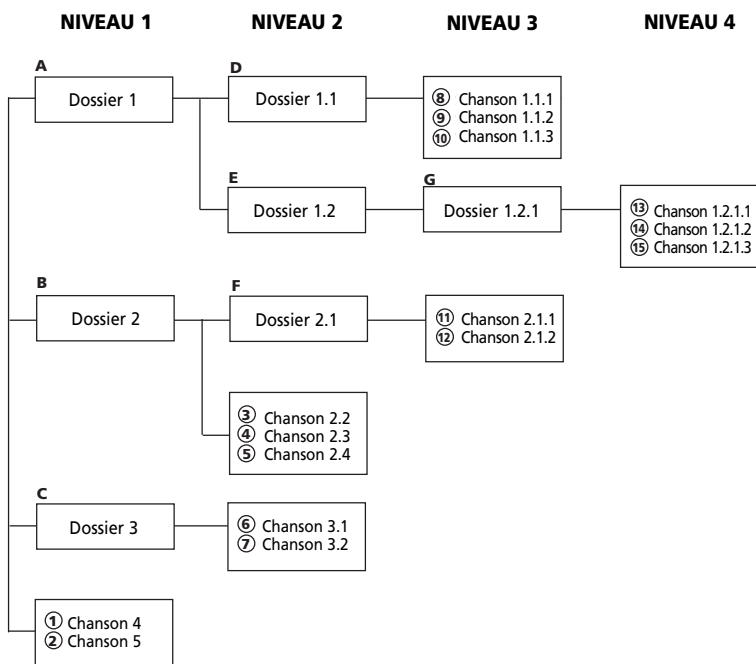 NIVEAU 1 NIVEAU 2 NIVEAU 3 NIVEAU 4
A
Dossier 1
D
Dossier 1.1
⑧ Chanson 1.1.1
⑨ Chanson 1.1.2
⑩ Chanson 1.1.3
E
Dossier 1.2
G
Dossier 1.2.1
⑬ Chanson 1.2.1.1
⑭ Chanson 1.2.1.2
⑮ Chanson 1.2.1.3
B
Dossier 2
F
Dossier 2.1
⑪ Chanson 2.1.1
⑫ Chanson 2.1.2
③ Chanson 2.2
④ Chanson 2.3
⑤ Chanson 2.4
C
Dossier 3
⑥ Chanson 3.1
⑦ Chanson 3.2
① Chanson 4
② Chanson 5